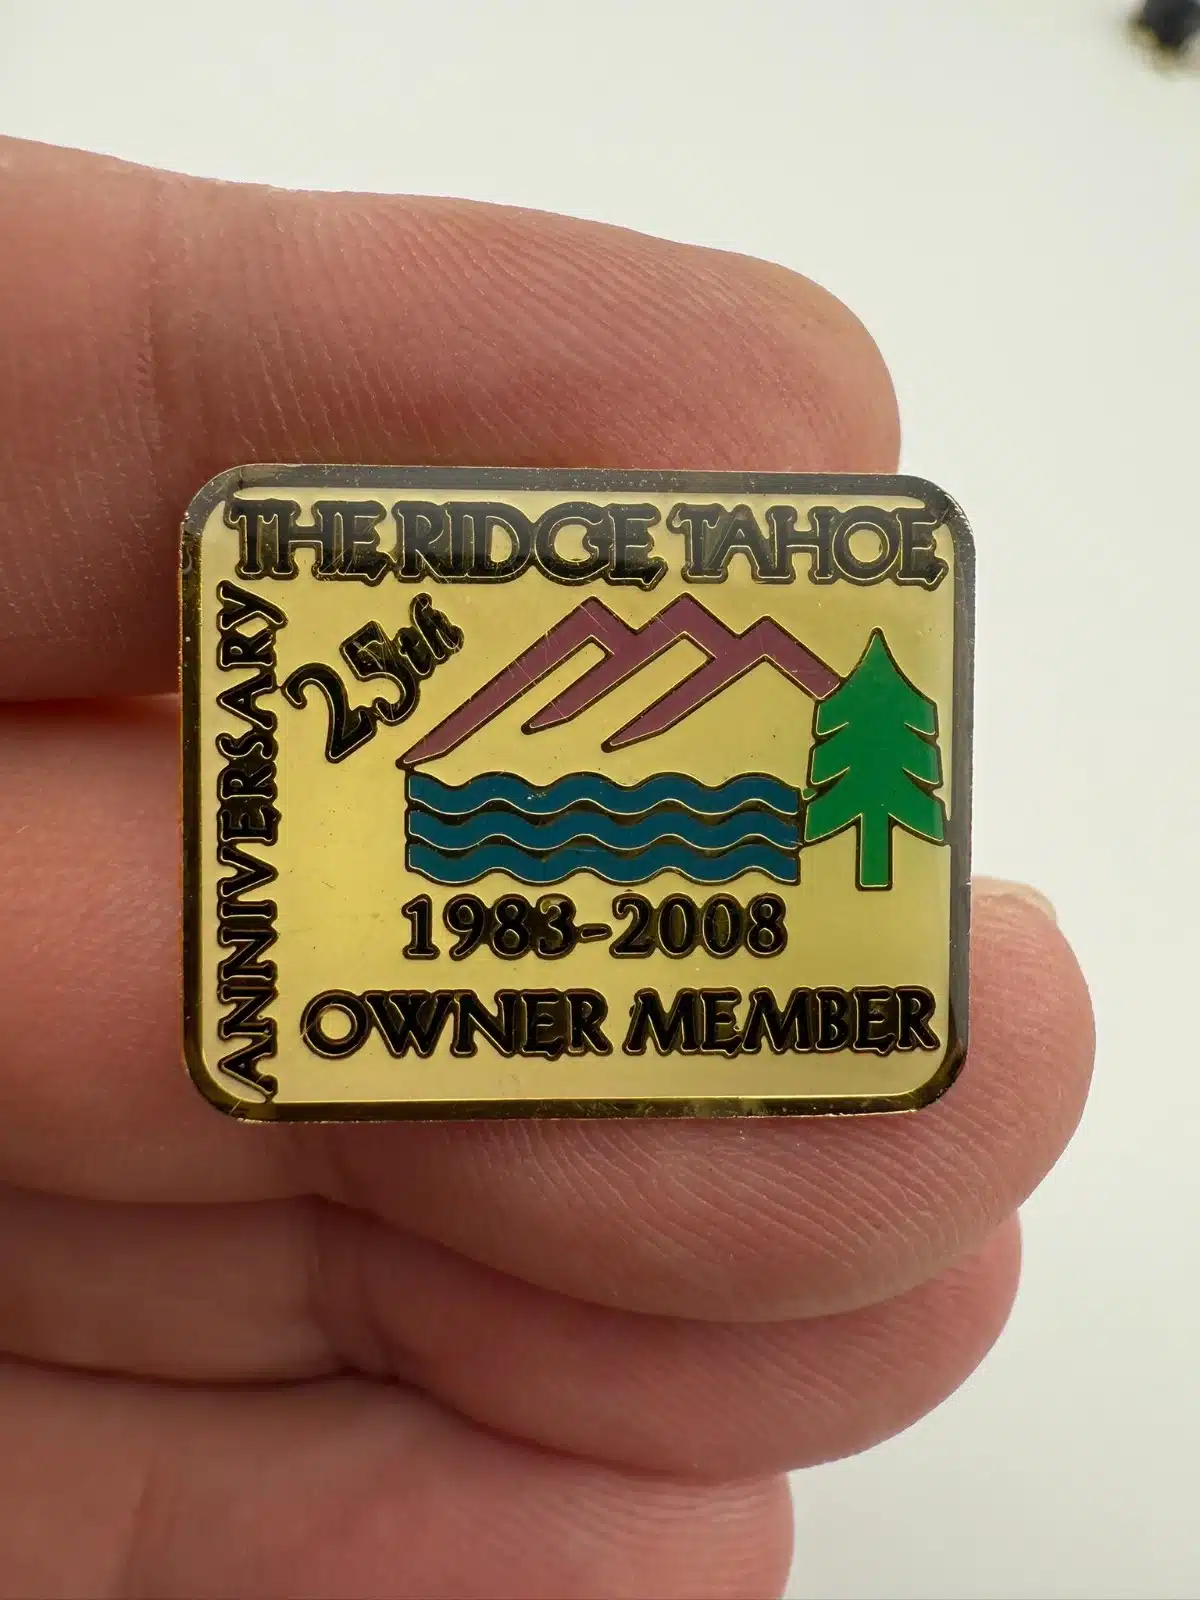 THE RIDGE TAHOE
25th
ANNIVERSARY
1983-2008
OWNER MEMBER